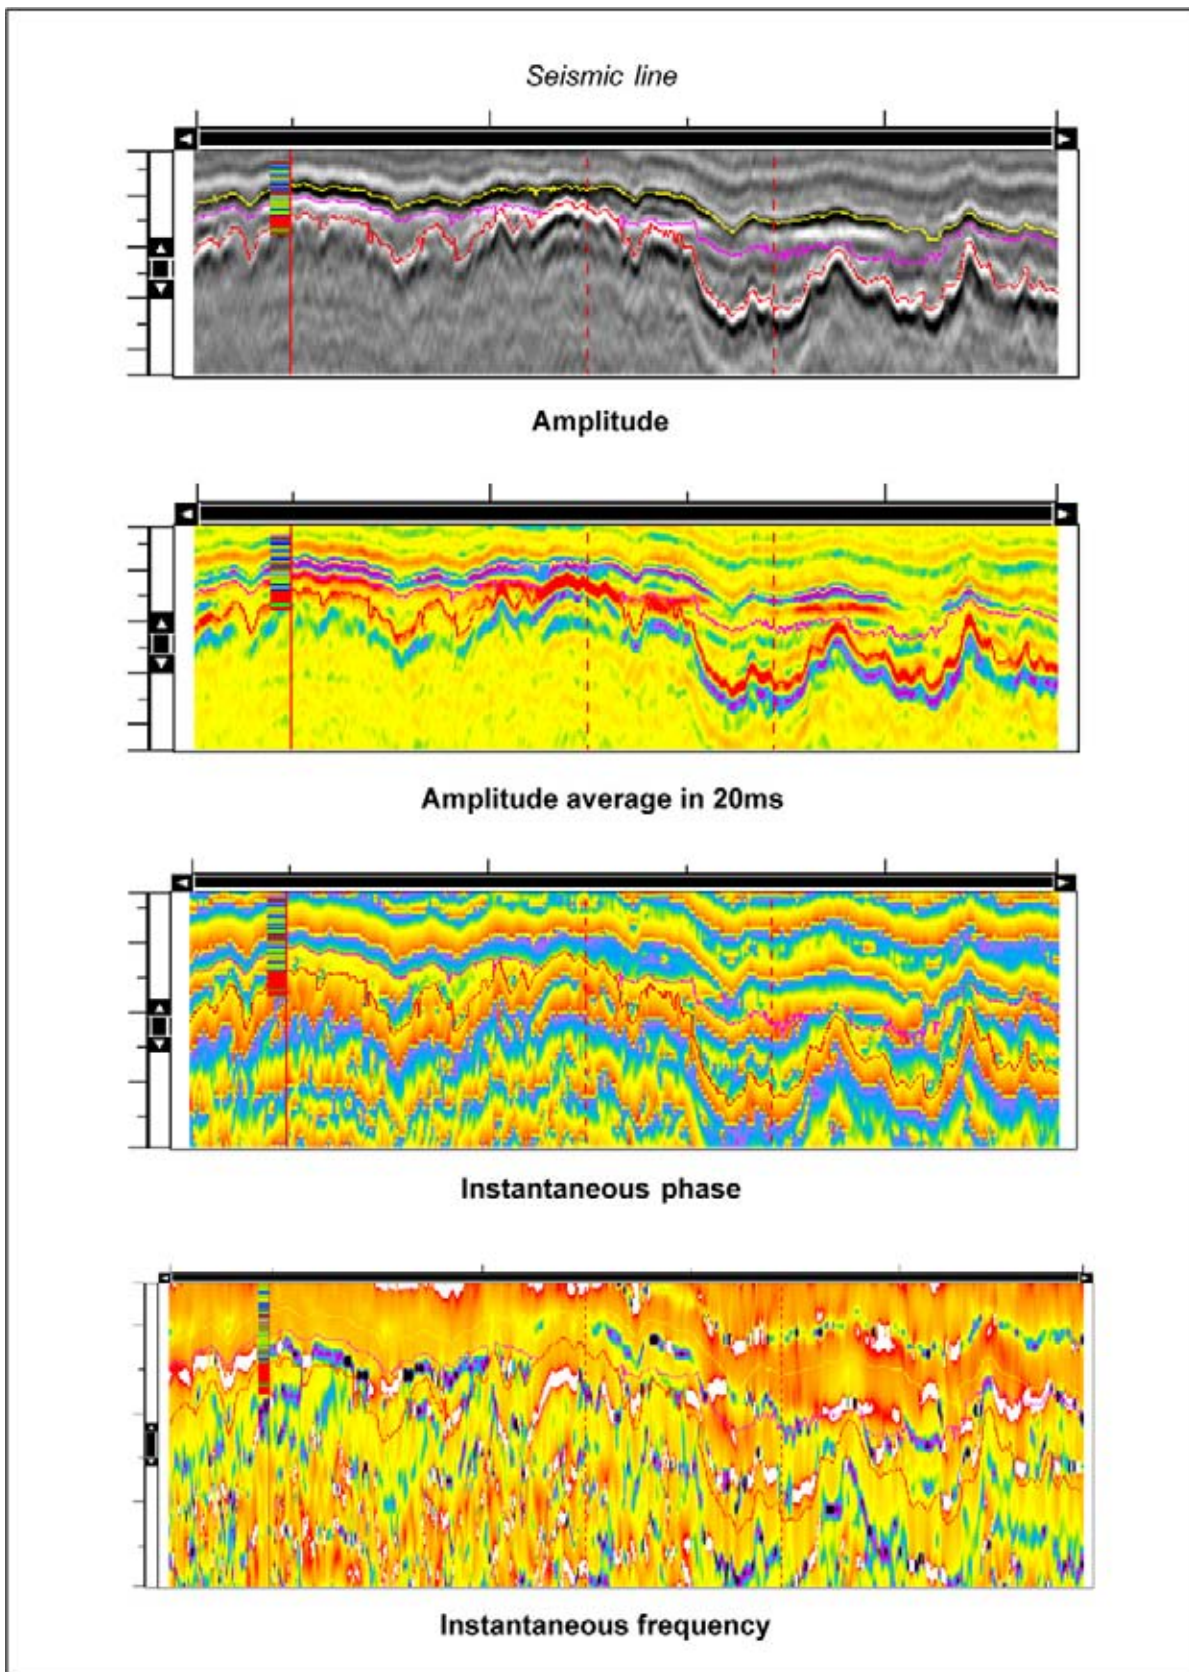 Seismic line
Amplitude
Amplitude average in 20ms
Instantaneous phase
Instantaneous frequency